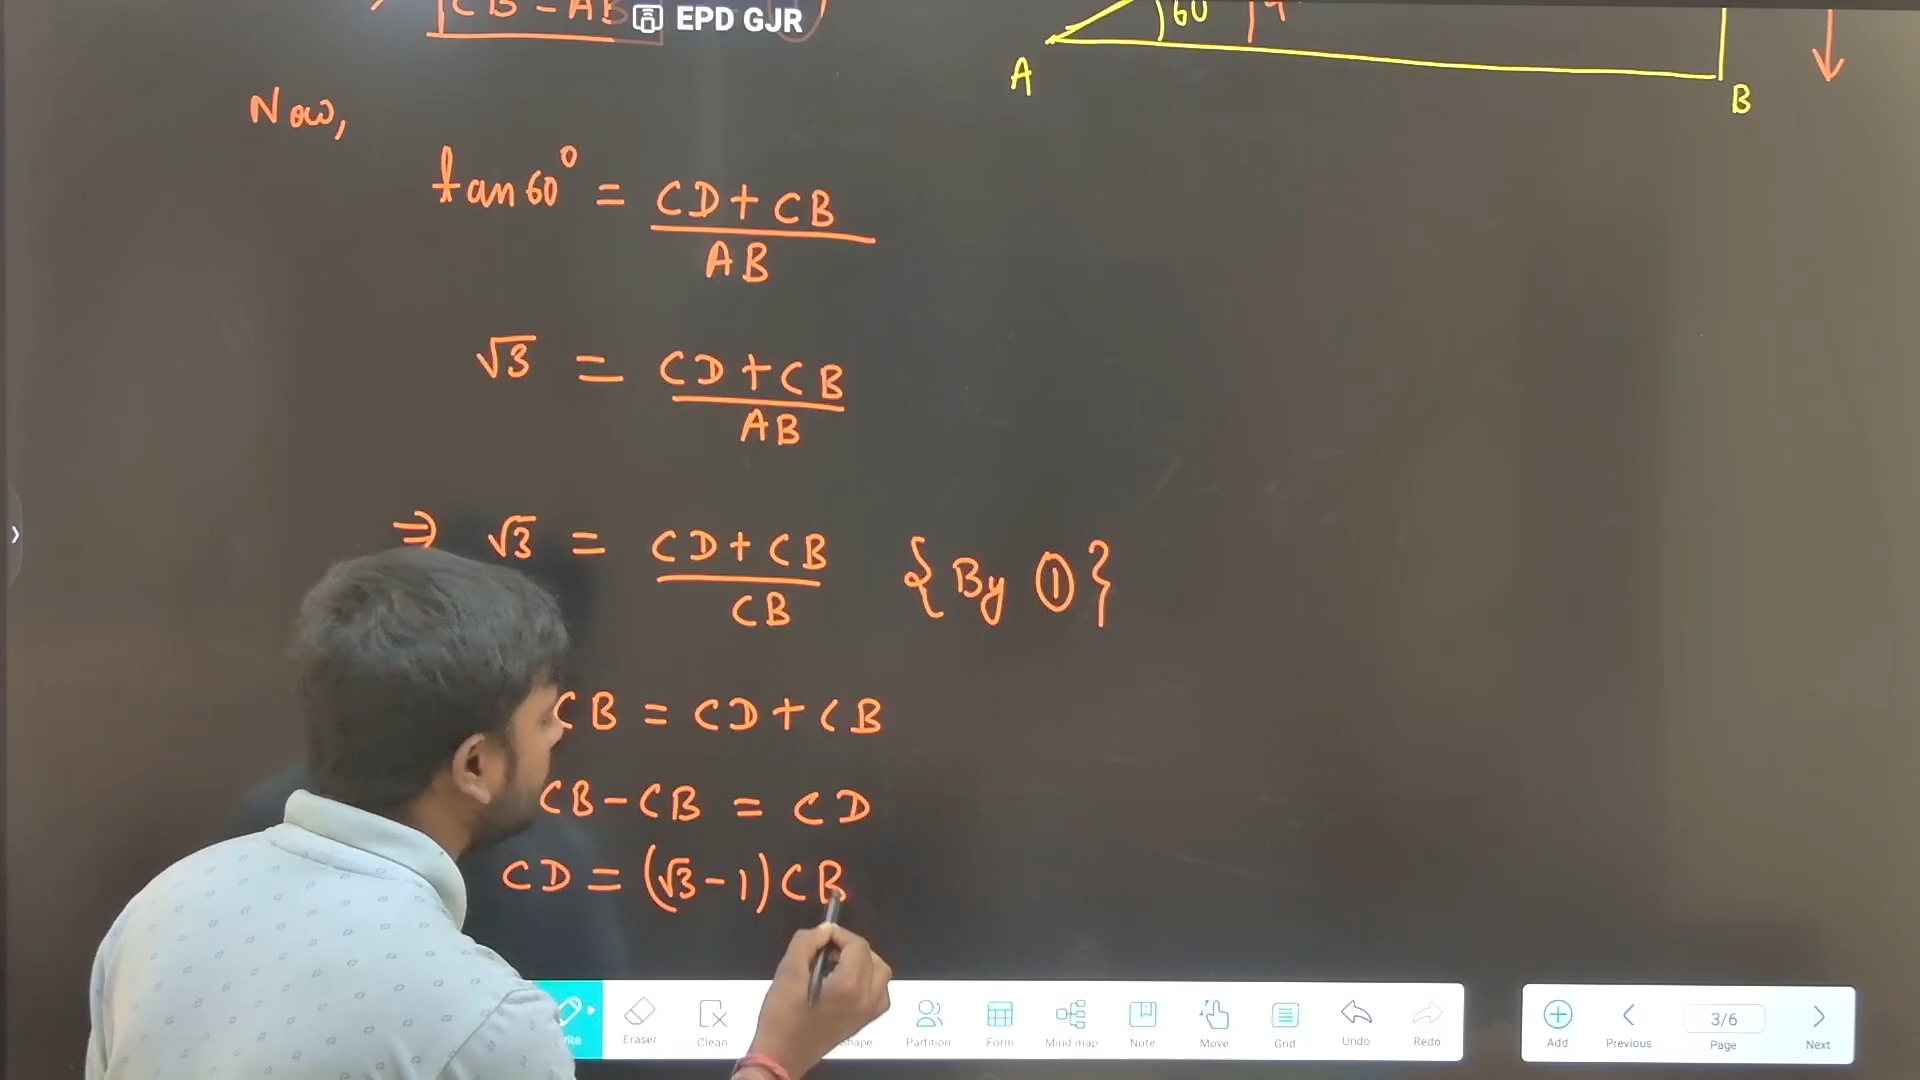 CB = AB
EPD GJR
60
A
B
Now,
tan 60° = CD + CB
AB
√3 = CD + CB
AB
⇒ √3 = CD + CB {By ①}
CB
CB = CD + CB
CB - CB = CD
CD = (√3 - 1) CB
Eraser
Clean
Partition
Form
Mind map
Note
Move
Grid
Undo
Redo
Add
Previous
3/6
Page
Next